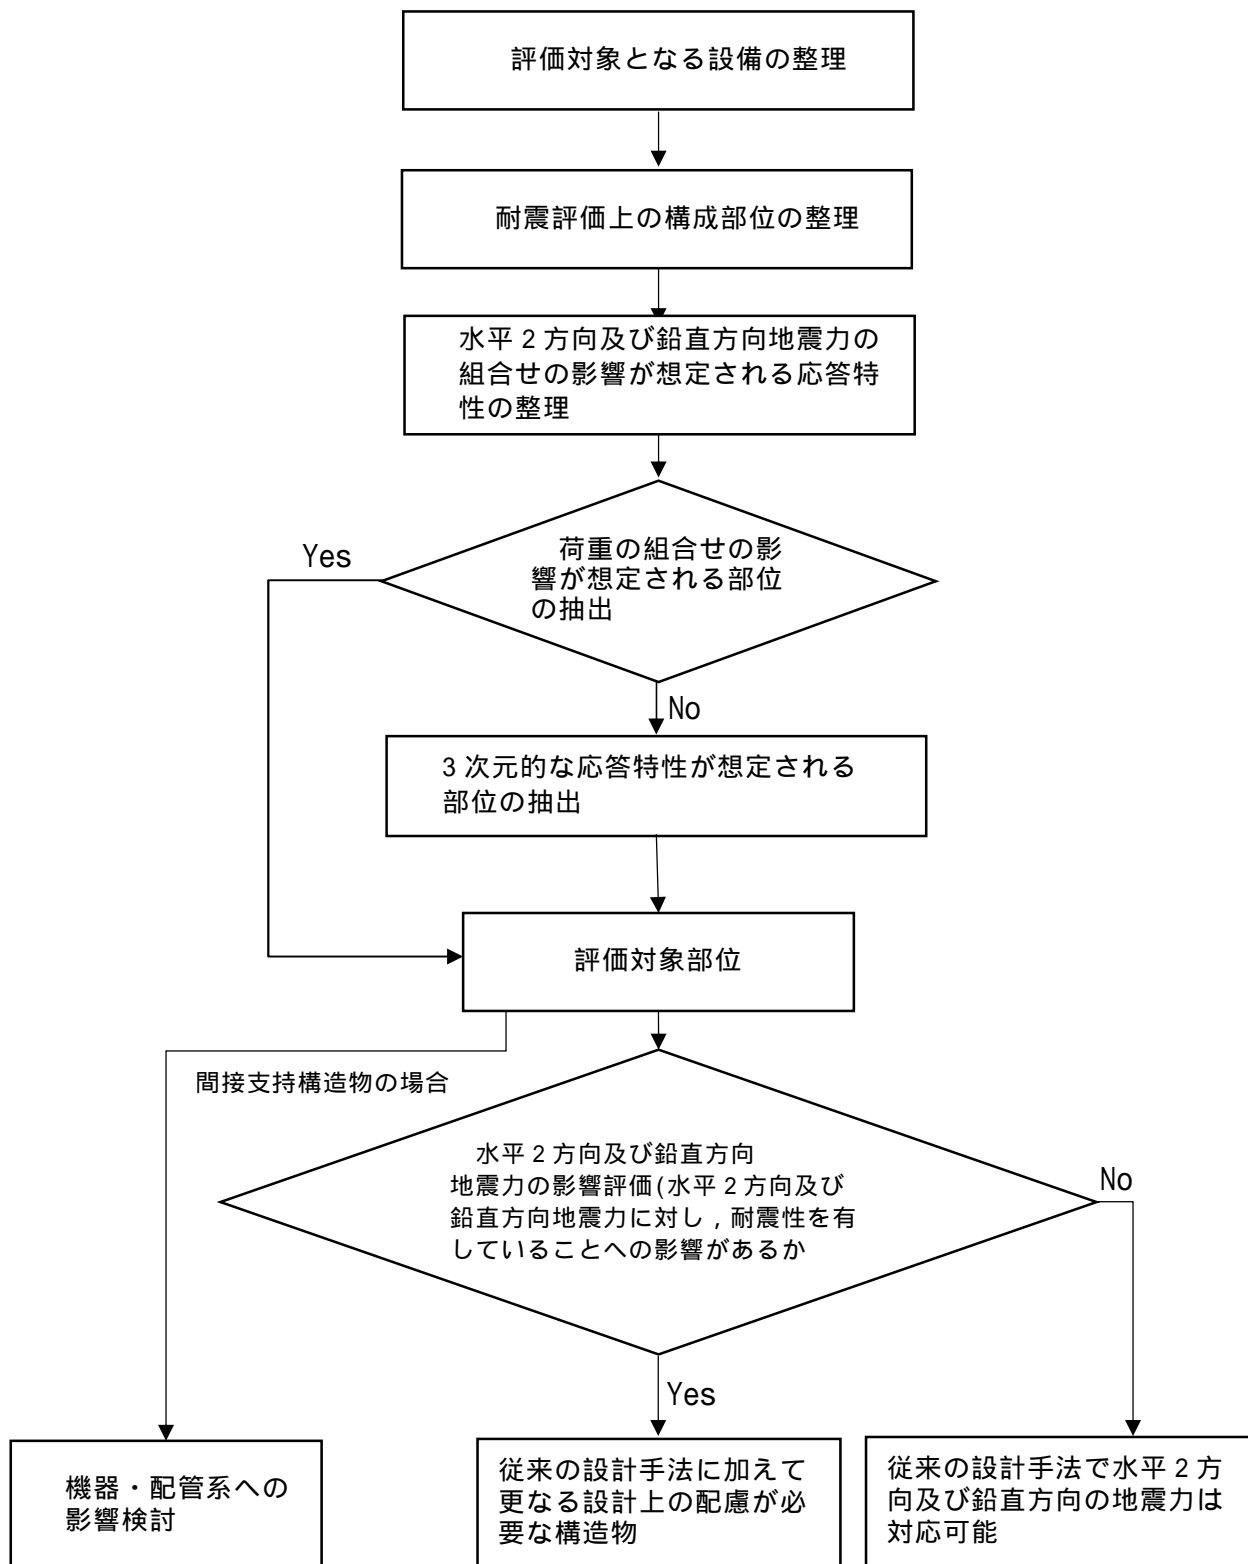 評価対象となる設備の整理
耐震評価上の構成部位の整理
水平２方向及び鉛直方向地震力の
組合せの影響が想定される応答特
性の整理
荷重の組合せの影
響が想定される部位
の抽出
Yes
No
３次元的な応答特性が想定される
部位の抽出
評価対象部位
間接支持構造物の場合
水平２方向及び鉛直方向
地震力の影響評価(水平２方向及び
鉛直方向地震力に対し，耐震性を有
していることへの影響があるか
No
Yes
機器・配管系への
影響検討
従来の設計手法に加えて
更なる設計上の配慮が必
要な構造物
従来の設計手法で水平２方
向及び鉛直方向の地震力は
対応可能